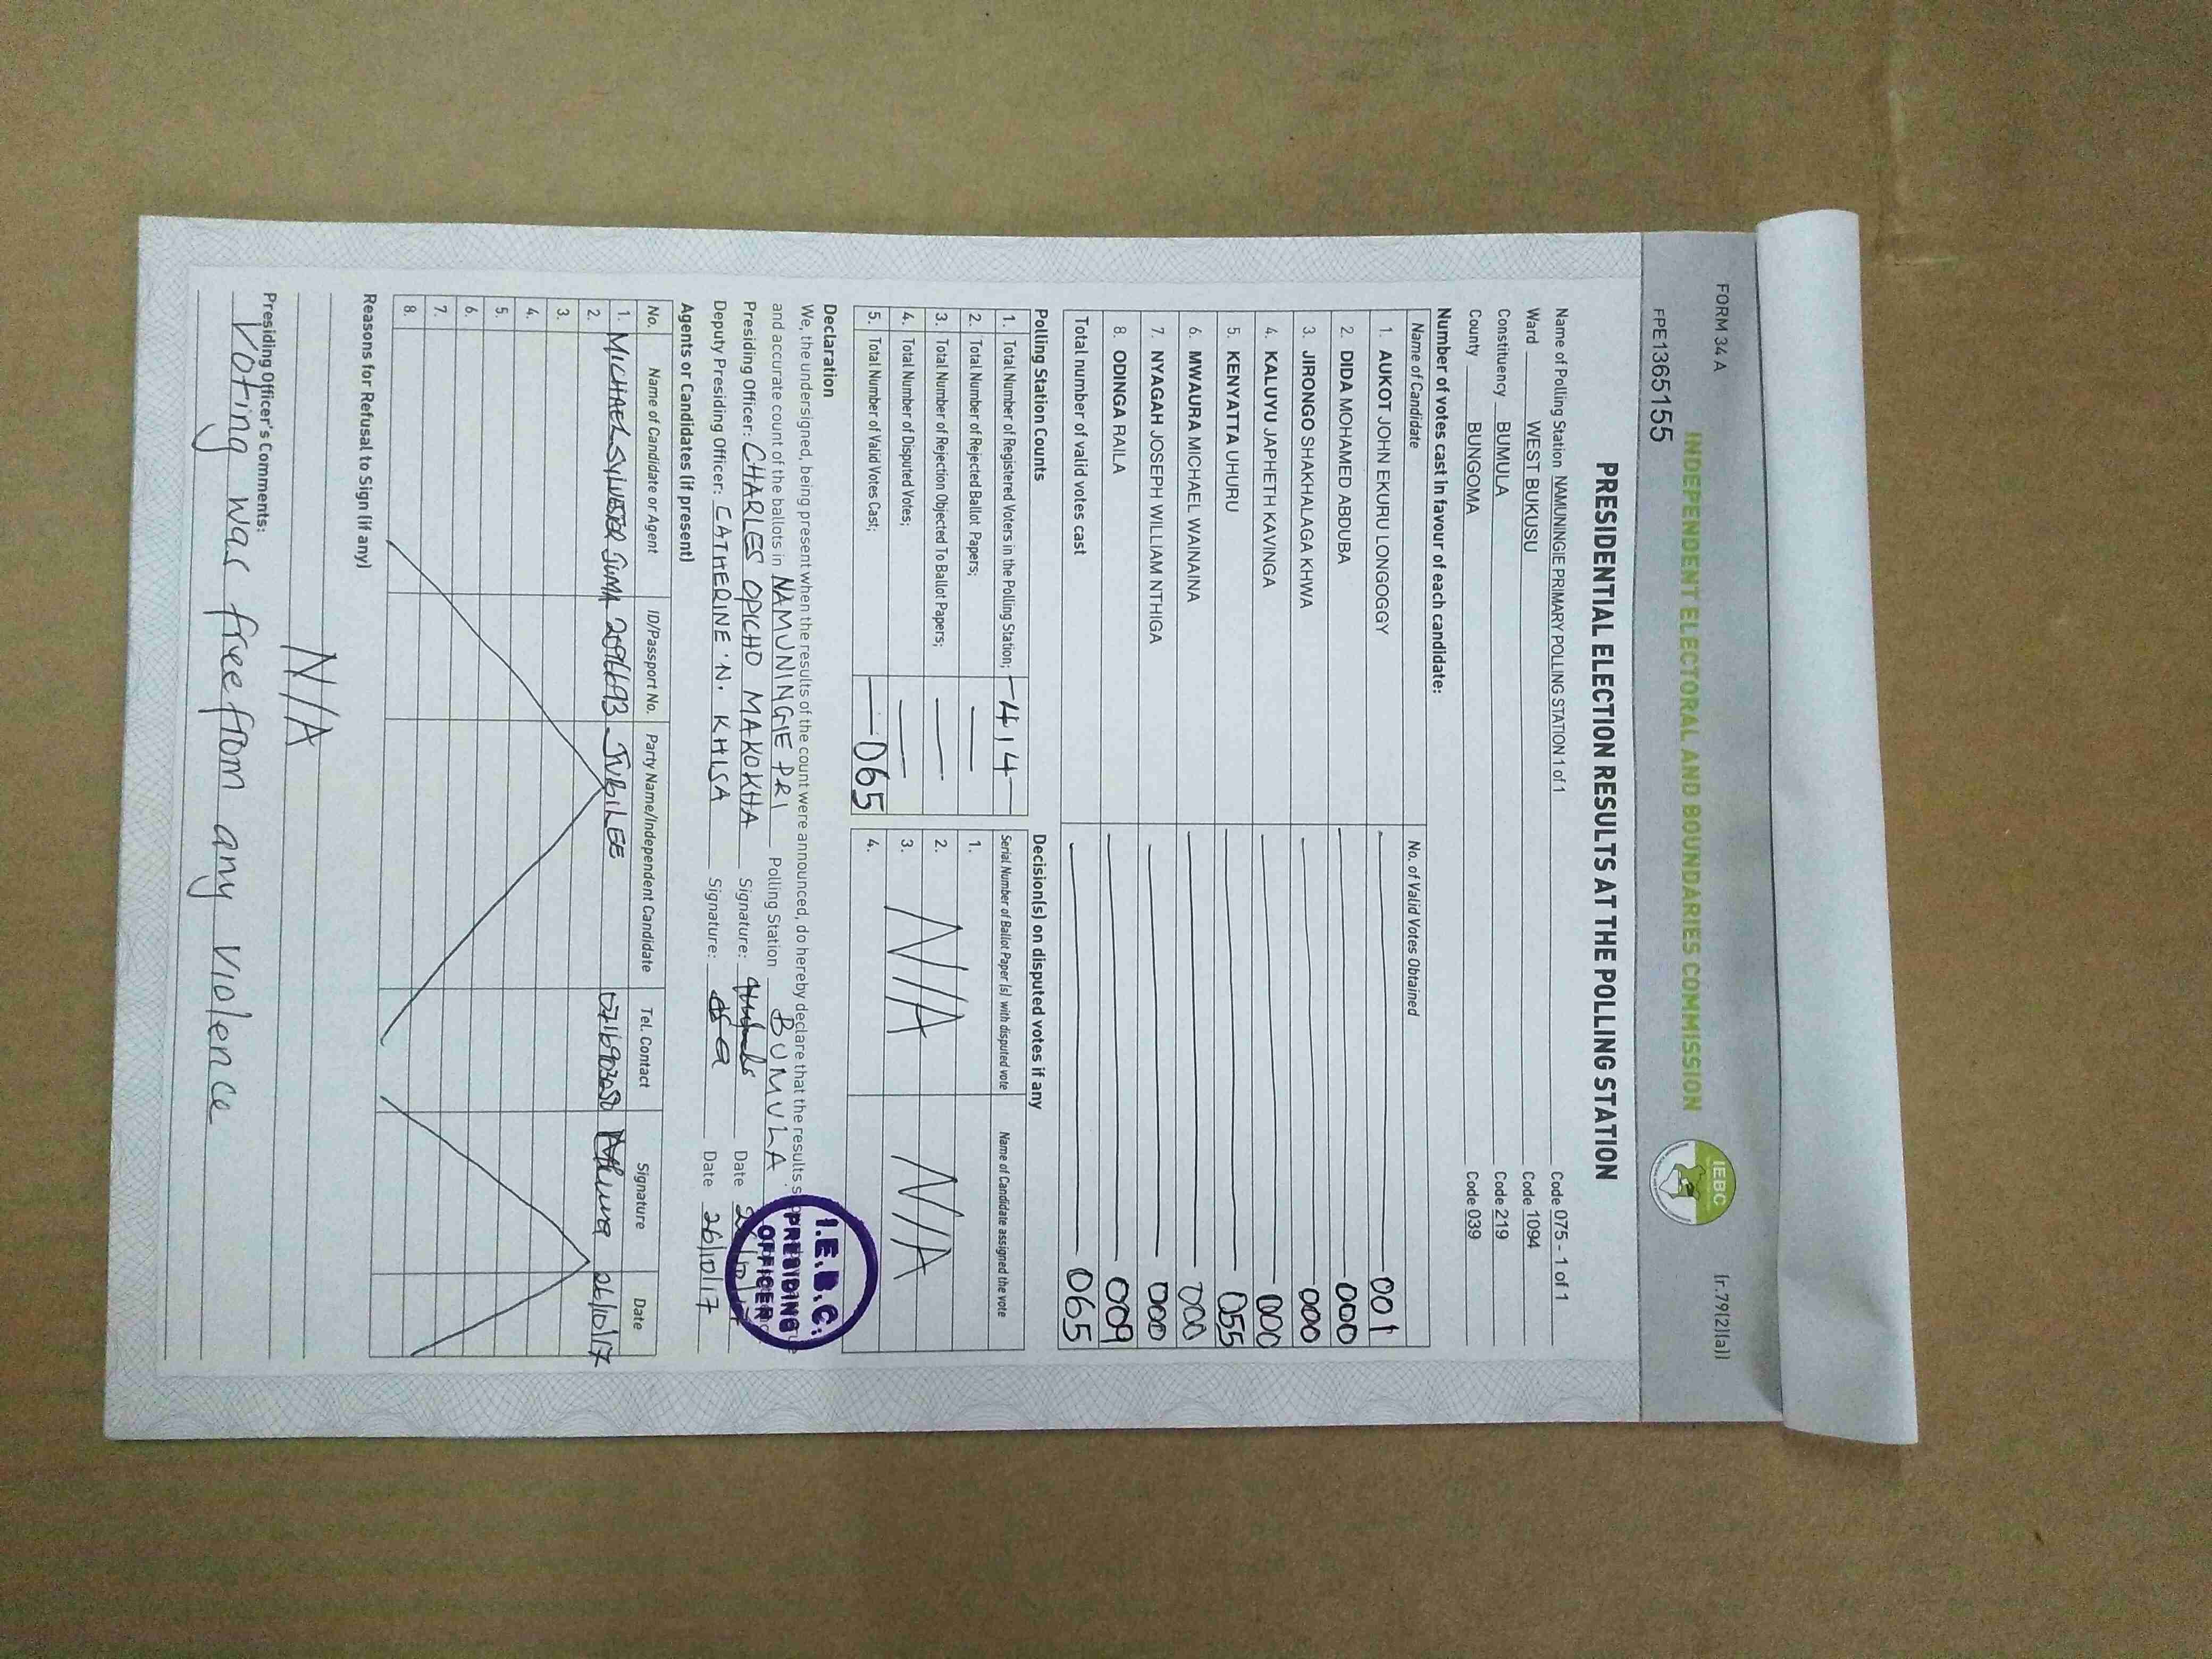 FORM 34 A
(r.79(2)(a))
INDEPENDENT ELECTORAL AND BOUNDARIES COMMISSION
IEBC
FPE1365155
PRESIDENTIAL ELECTION RESULTS AT THE POLLING STATION
Name of Polling Station NAMUNINGIE PRIMARY POLLING STATION 1 of 1 Code 075 - 1 of 1
Ward WEST BUKUSU Code 1094
Constituency BUMULA Code 219
County BUNGOMA Code 039
Number of votes cast in favour of each candidate:
Name of Candidate No. of Valid Votes Obtained
1. AUKOT JOHN EKURU LONGOGGY 001
2. DIDA MOHAMED ABDUBA 000
3. JIRONGO SHAKHALAGA KHWA 000
4. KALUYU JAPHETH KAVINGA 000
5. KENYATTA UHURU 055
6. MWAURA MICHAEL WAINAINA 000
7. NYAGAH JOSEPH WILLIAM NTHIGA 000
8. ODINGA RAILA 009
Total number of valid votes cast 065
Polling Station Counts Decision(s) on disputed votes if any
1. Total Number of Registered Voters in the Polling Station; 414 Serial Number of Ballot Paper (s) with disputed vote Name of Candidate assigned the vote
2. Total Number of Rejected Ballot Papers; — 1.
3. Total Number of Rejection Objected To Ballot Papers; — 2.
4. Total Number of Disputed Votes; — 3. N/A N/A
5. Total Number of Valid Votes Cast; 065 4.
Declaration
We, the undersigned, being present when the results of the count were announced, do hereby declare that the results
and accurate count of the ballots in NAMUNINGIE PRI Polling Station BUMULA
Presiding Officer: CHARLES OPICHO MAKOKHA Signature: Date
Deputy Presiding Officer: CATHERINE N. KHISA Signature: Date 26/10/17
I.E.B.C.
PRESIDING
OFFICER
Agents or Candidates (if present)
No. Name of Candidate or Agent ID/Passport No. Party Name/Independent Candidate Tel. Contact Signature Date
1. MICHAEL SYLVESTER JUMA JUBILEE 26/10/17
2.
3
4.
5.
6.
7.
8.
Reasons for Refusal to Sign (if any)
N/A
Presiding Officer's Comments:
Voting was free from any violence